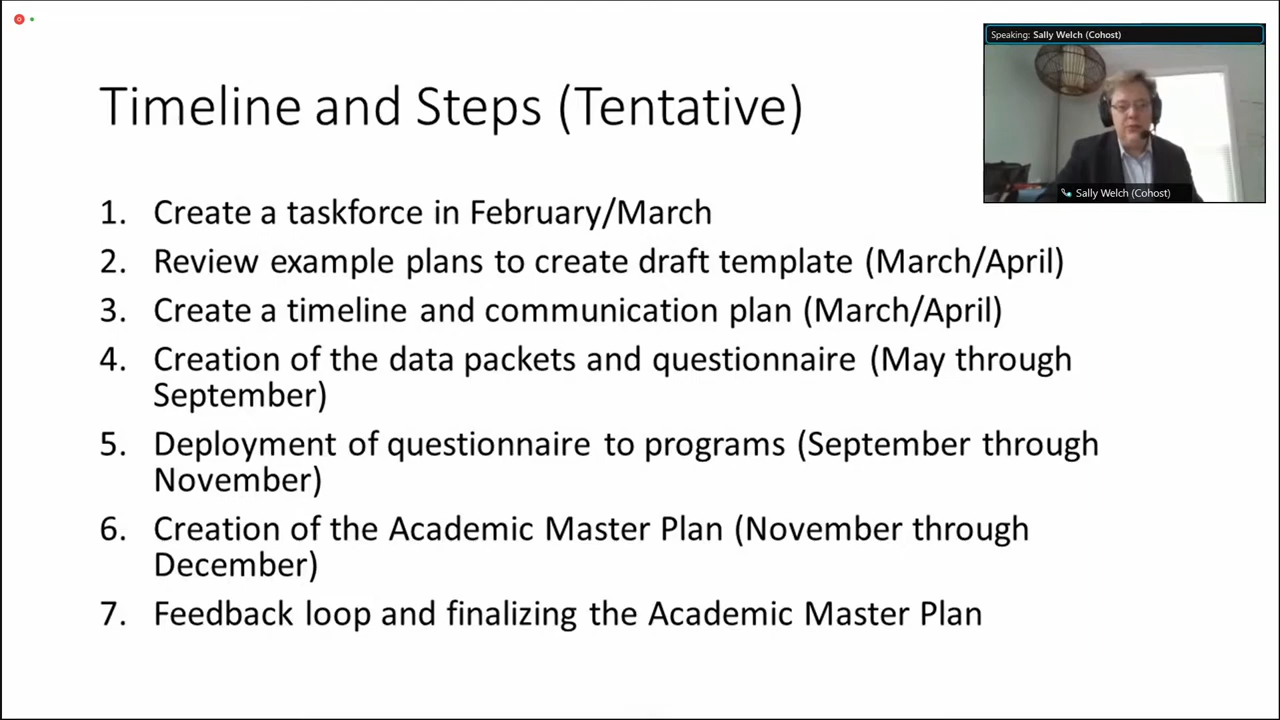 Speaking: Sally Welch (Cohost)
Timeline and Steps (Tentative)
Sally Welch (Cohost)
1. Create a taskforce in February/March
2. Review example plans to create draft template (March/April)
3. Create a timeline and communication plan (March/April)
4. Creation of the data packets and questionnaire (May through
September)
5. Deployment of questionnaire to programs (September through
November)
6. Creation of the Academic Master Plan (November through
December)
7. Feedback loop and finalizing the Academic Master Plan